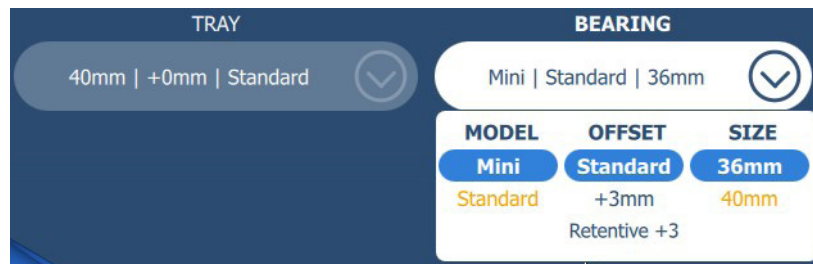 TRAY
BEARING
40mm | +0mm | Standard
Mini | Standard | 36mm
MODEL OFFSET SIZE
Mini Standard 36mm
Standard +3mm 40mm
Retentive +3